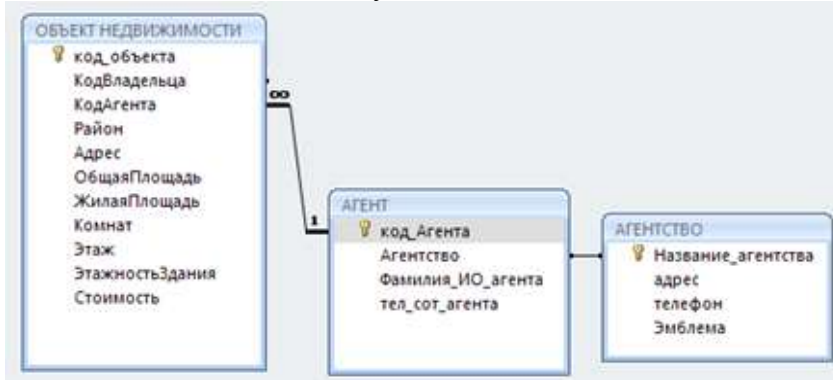 ОБЪЕКТ НЕДВИЖИМОСТИ
код_объекта
КодВладельца
КодАгента
Район
Адрес
ОбщаяПлощадь
ЖилаяПлощадь
Комнат
Этаж
ЭтажностьЗдания
Стоимость
∞
1
АГЕНТ
код_Агента
Агентство
Фамилия_ИО_агента
тел_сот_агента
АГЕНТСТВО
Название_агентства
адрес
телефон
Эмблема